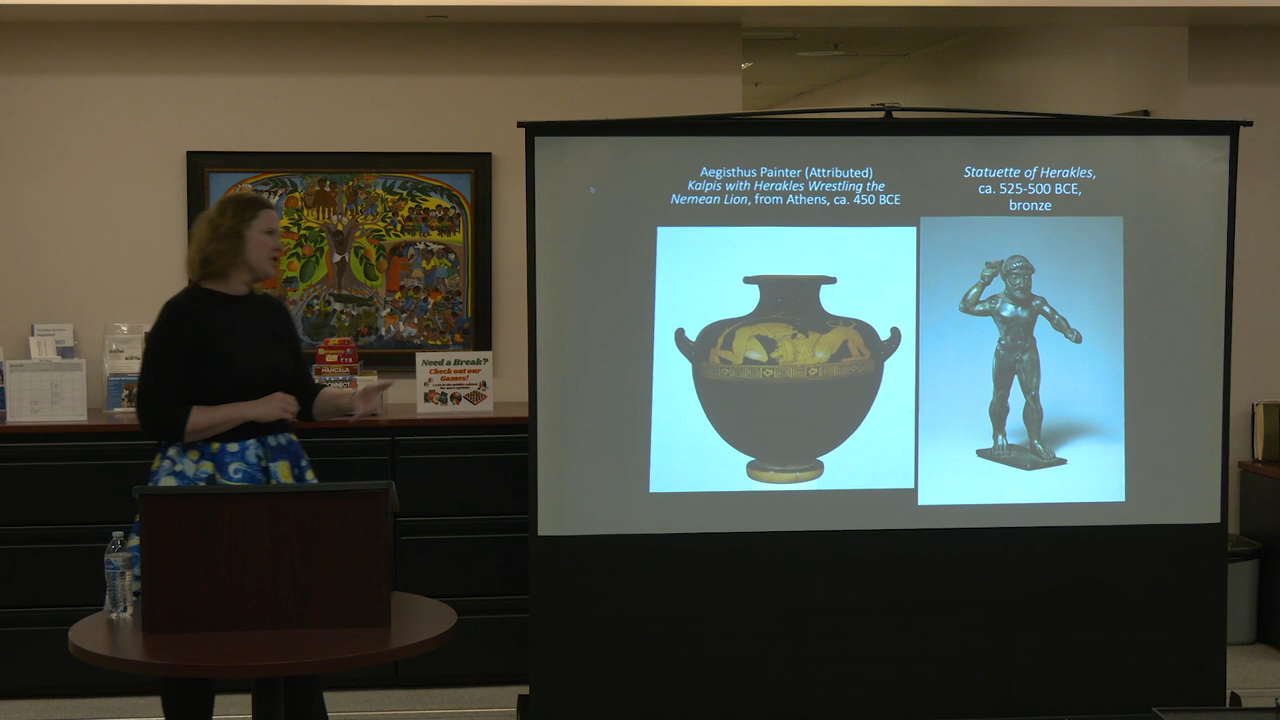 Aegisthus Painter (Attributed)
Kalpis with Herakles Wrestling the
Nemean Lion, from Athens, ca. 450 BCE
Statuette of Herakles,
ca. 525-500 BCE,
bronze
Need a Break?
Check out our
Games!
MANCALA
CONNECT